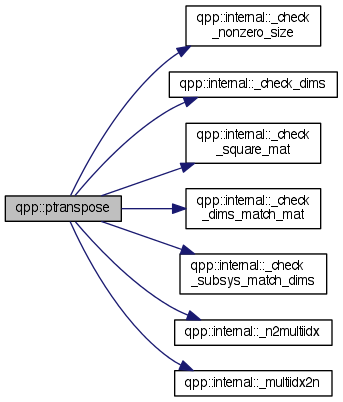 qpp::internal::_check
_nonzero_size
qpp::internal::_check_dims
qpp::internal::_check
_square_mat
qpp::ptranspose
qpp::internal::_check
_dims_match_mat
qpp::internal::_check
_subsys_match_dims
qpp::internal::_n2multiidx
qpp::internal::_multiidx2n